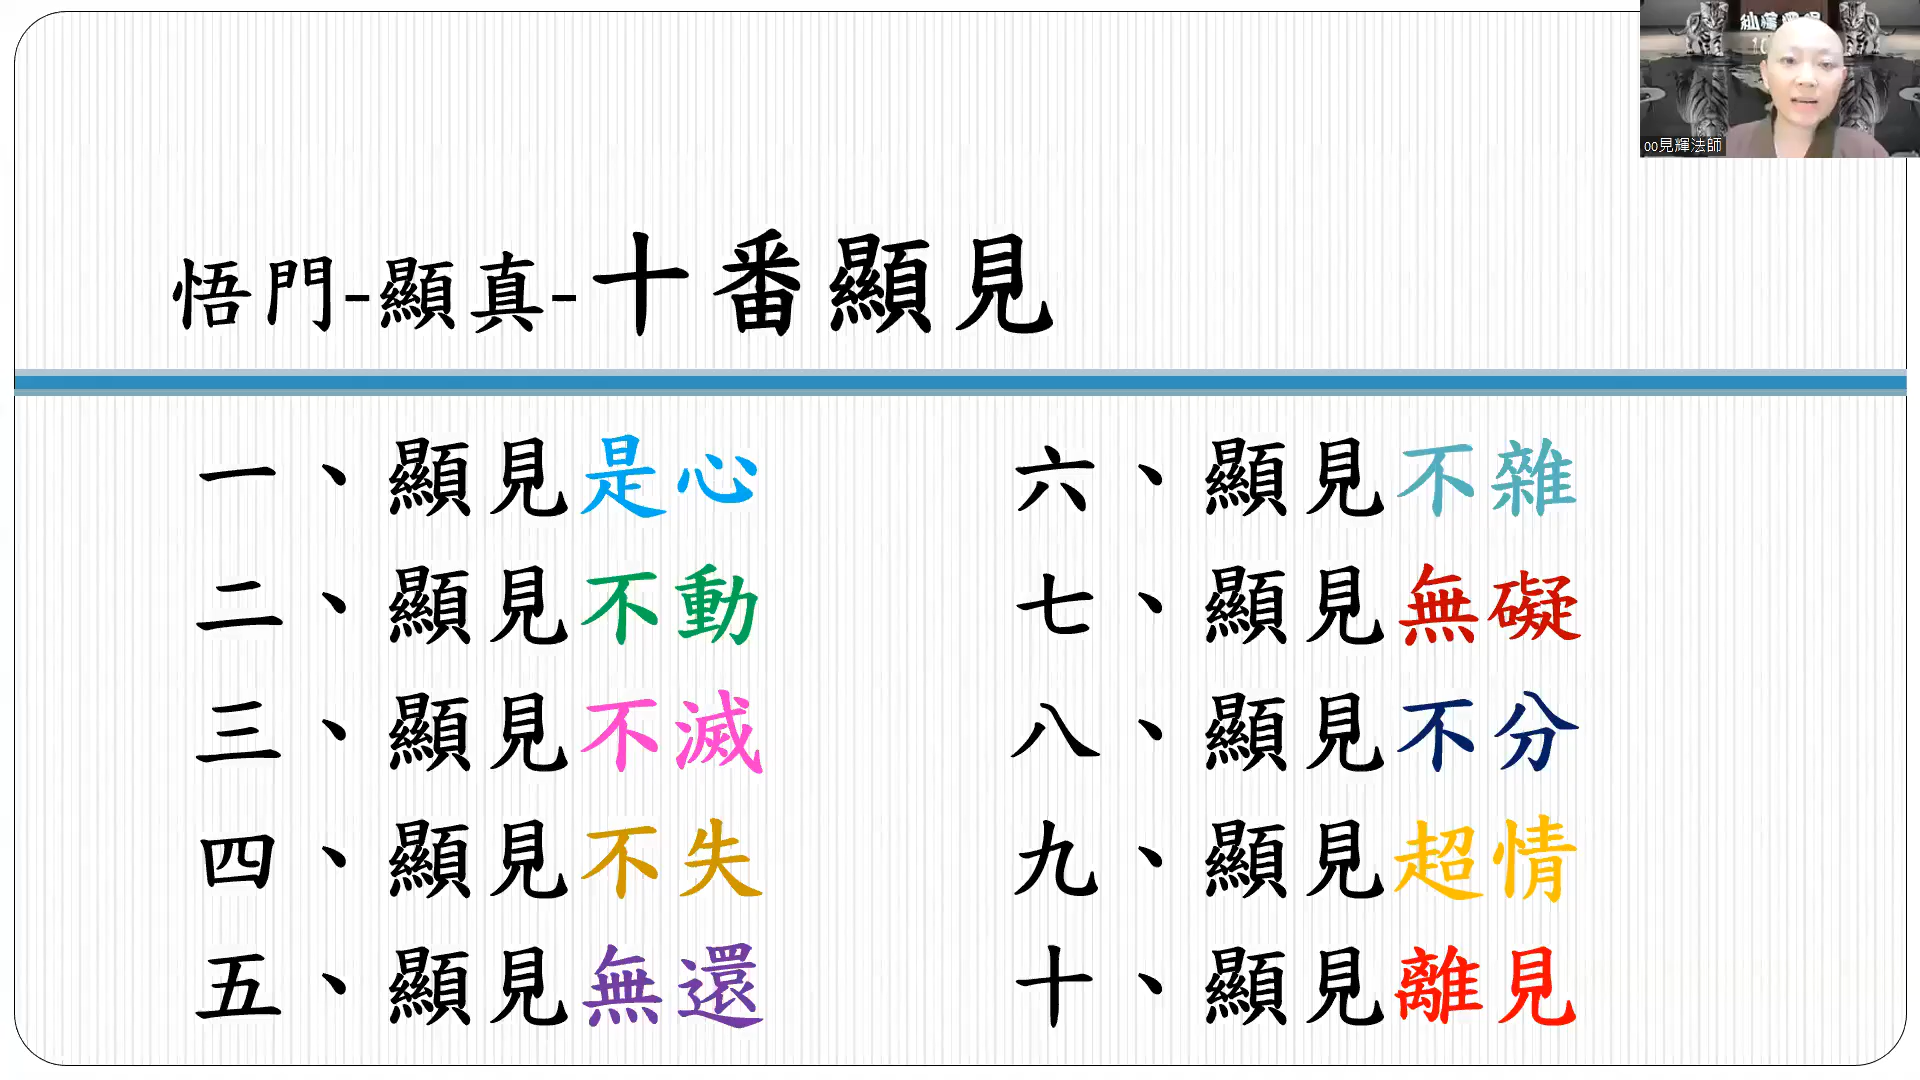 悟門-顯真-十番顯見
一、顯見是心
二、顯見不動
三、顯見不滅
四、顯見不失
五、顯見無還
六、顯見不雜
七、顯見無礙
八、顯見不分
九、顯見超情
十、顯見離見
oo見輝法師